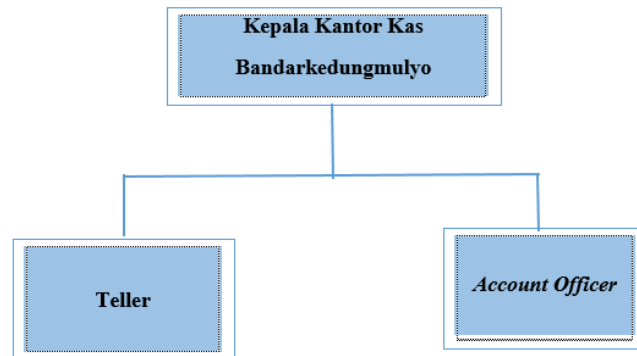 Kepala Kantor Kas
Bandarkedungmulyo
Teller
Account Officer